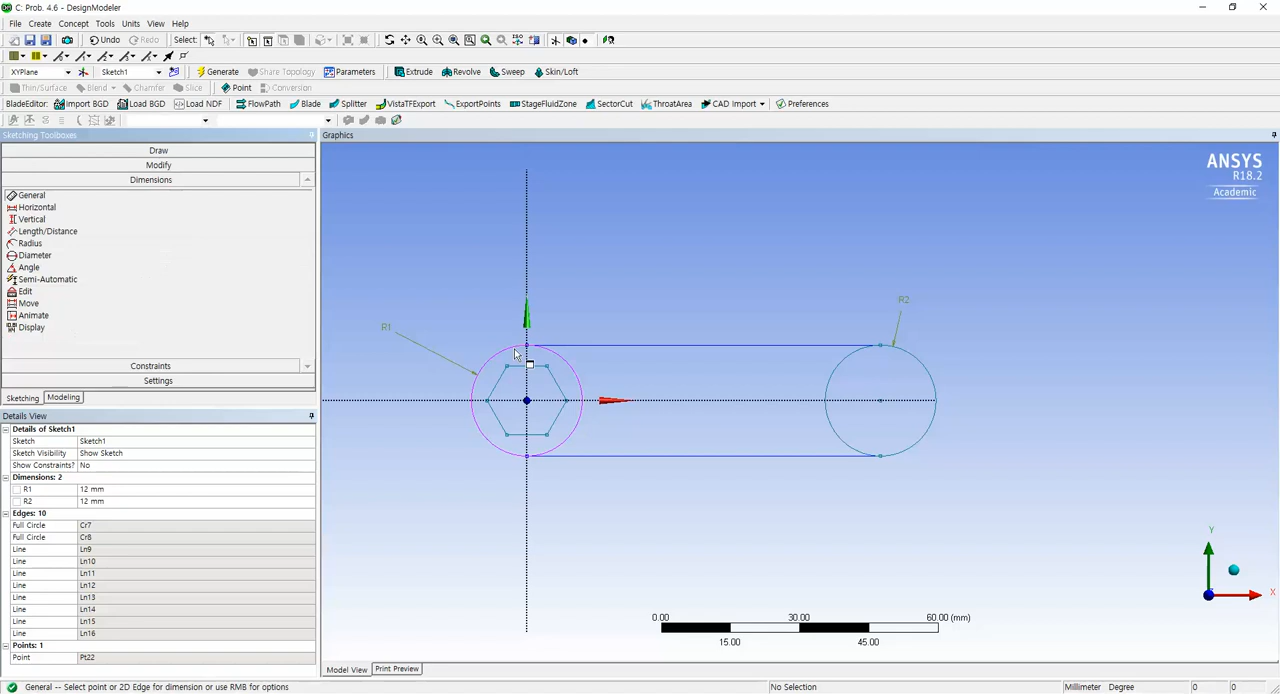 C: Prob. 4.6 - DesignModeler
File Create Concept Tools Units View Help
Undo Redo Select:
XYPlane Sketch1 Generate Share Topology Parameters Extrude Revolve Sweep Skin/Loft
Thin/Surface Blend Chamfer Slice Point Conversion
BladeEditor: Import BGD Load BGD Load NDF FlowPath Blade Splitter VistaTFExport ExportPoints StageFluidZone SectorCut ThroatArea CAD Import Preferences
Sketching Toolboxes
Draw
Modify
Dimensions
General
Horizontal
Vertical
Length/Distance
Radius
Diameter
Angle
Semi-Automatic
Edit
Move
Animate
Display
Constraints
Settings
Sketching Modeling
Details View
Details of Sketch1
Sketch Sketch1
Sketch Visibility Show Sketch
Show Constraints? No
Dimensions: 2
R1 12 mm
R2 12 mm
Edges: 10
Full Circle Cr7
Full Circle Cr8
Line Ln9
Line Ln10
Line Ln11
Line Ln12
Line Ln13
Line Ln14
Line Ln15
Line Ln16
Points: 1
Point Pt22
Graphics
ANSYS
R18.2
Academic
R1
R2
Y
X
0.00 30.00 60.00 (mm)
15.00 45.00
Model View Print Preview
General -- Select point or 2D Edge for dimension or use RMB for options
No Selection
Millimeter Degree 0 0